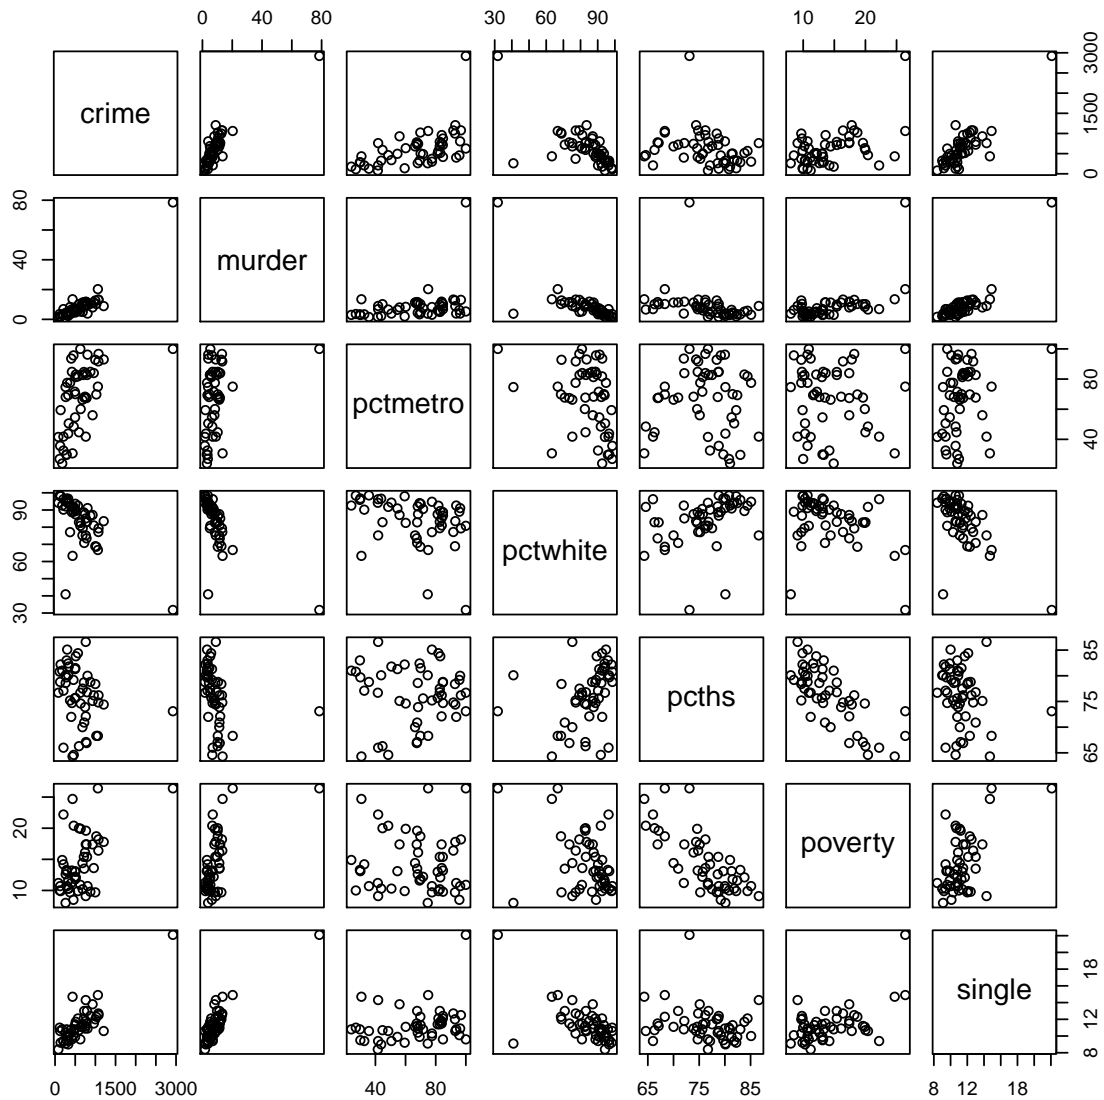 0 40 80 30 60 90 10 20
crime 0 1500 3000
0 40 80 murder
pctmetro 40 80
30 60 90 pctwhite
pcths 65 75 85
10 20 poverty
single 8 12 18
0 1500 3000 40 80 65 75 85 8 12 18